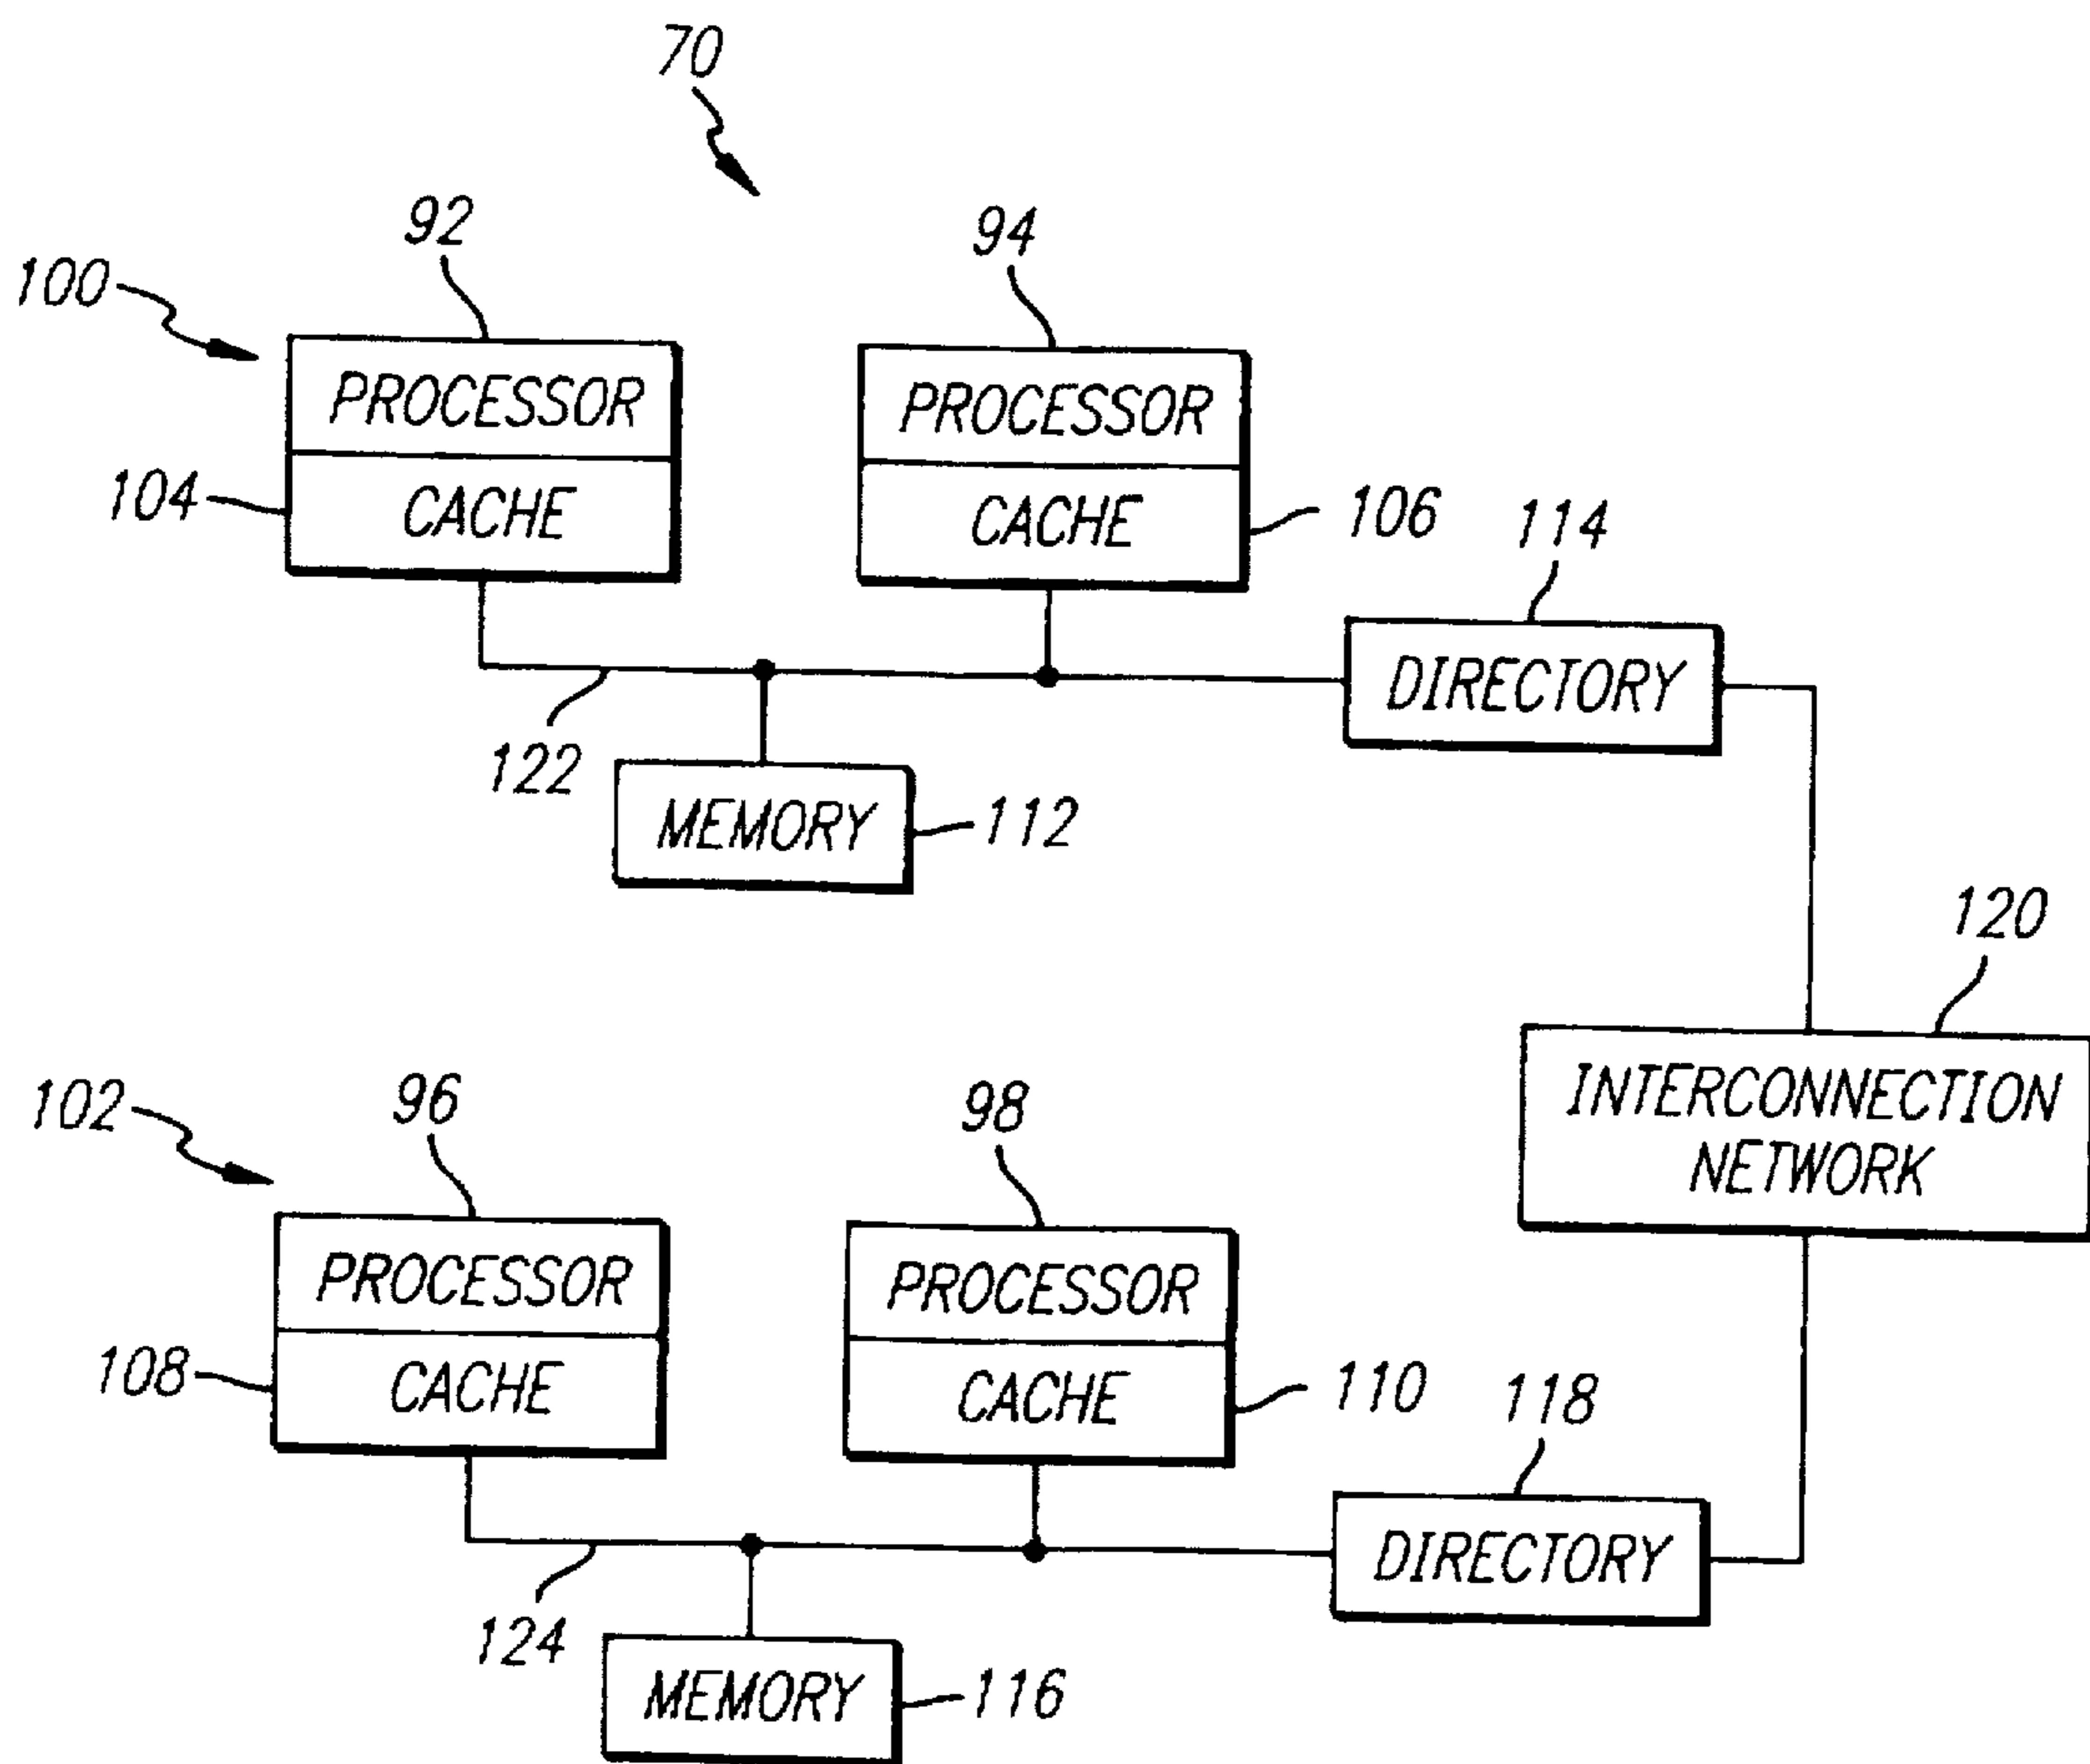 70
92
94
100
PROCESSOR
PROCESSOR
104
CACHE
CACHE
106
114
DIRECTORY
122
MEMORY
112
120
INTERCONNECTION
NETWORK
102
96
98
PROCESSOR
PROCESSOR
108
CACHE
CACHE
110
118
DIRECTORY
124
MEMORY
116